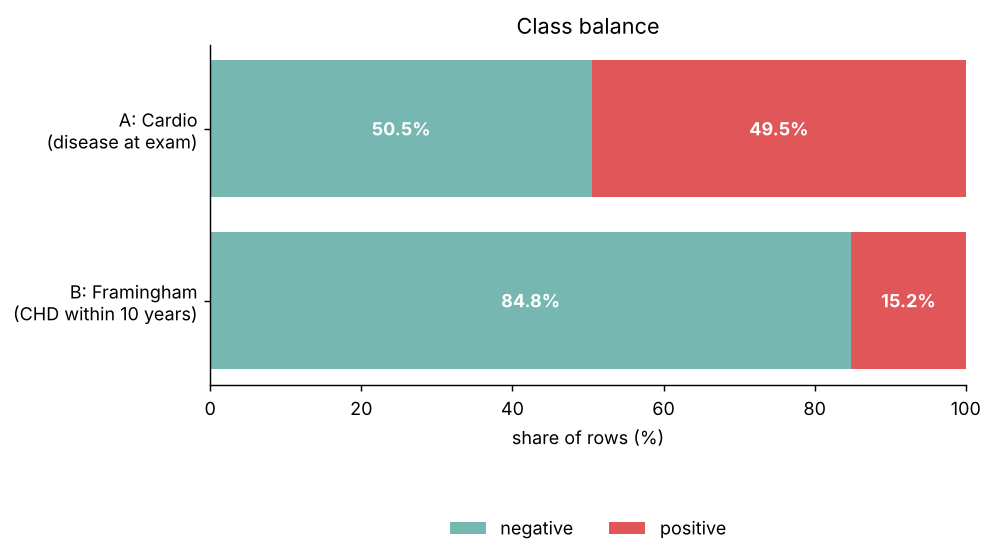 Class balance
A: Cardio
(disease at exam)
50.5%
49.5%
B: Framingham
(CHD within 10 years)
84.8%
15.2%
0
20
40
60
80
100
share of rows (%)
negative
positive